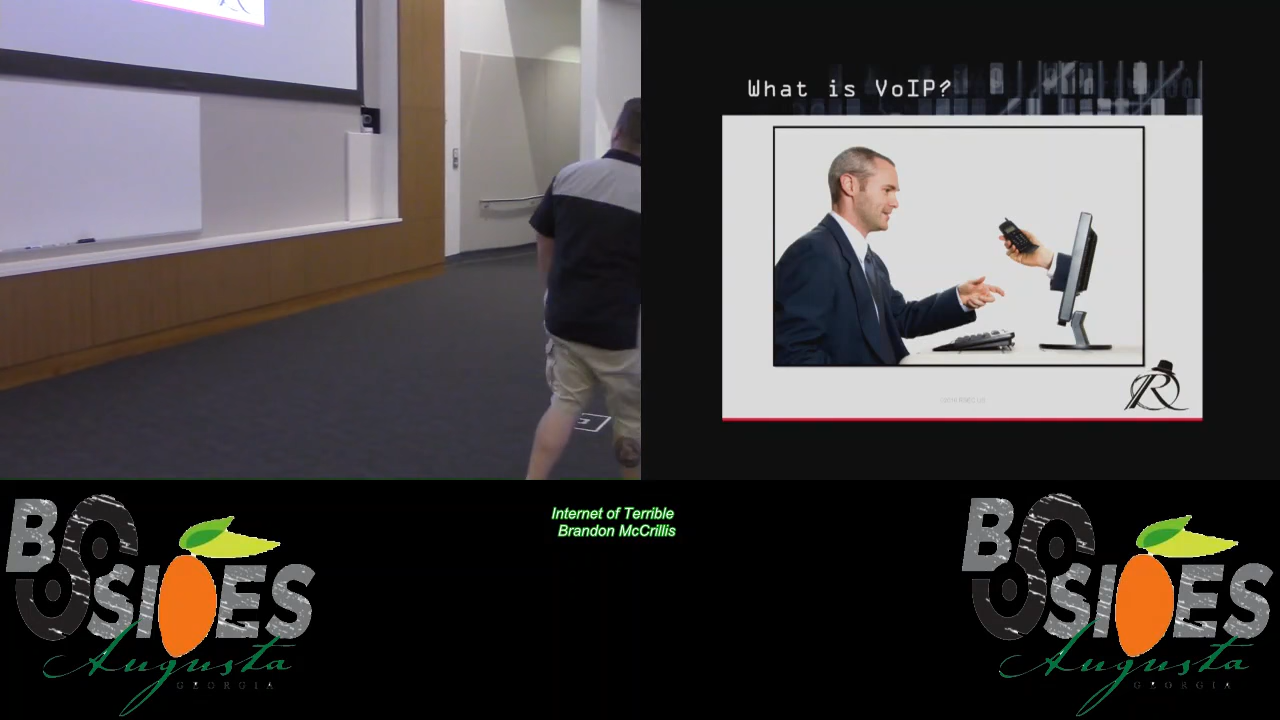 What is VoIP?
R
Internet of Terrible
Brandon McCrillis
BSIDES
Augusta
GEORGIA
BSIDES
Augusta
GEORGIA